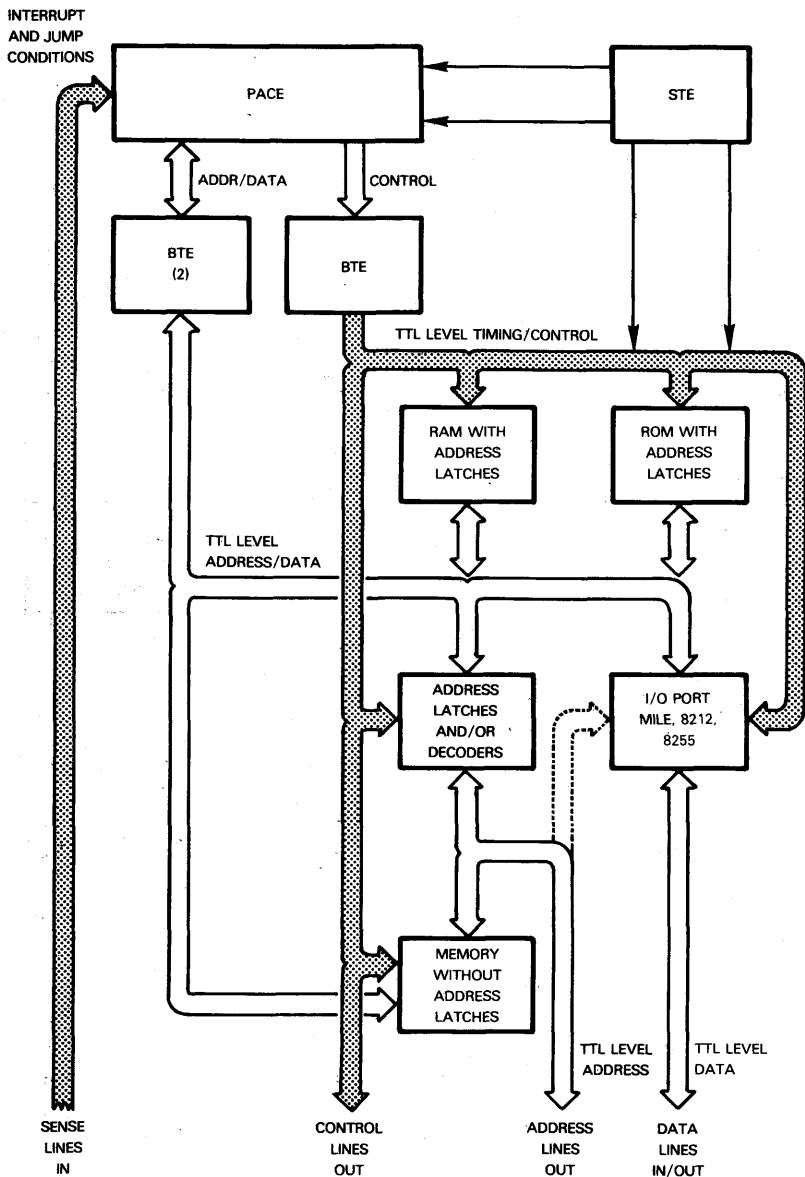 INTERRUPT
AND JUMP
CONDITIONS
PACE
STE
ADDR/DATA
CONTROL
BTE
(2)
BTE
TTL LEVEL TIMING/CONTROL
RAM WITH
ADDRESS
LATCHES
ROM WITH
ADDRESS
LATCHES
TTL LEVEL
ADDRESS/DATA
ADDRESS
LATCHES
AND/OR
DECODERS
I/O PORT
MILE, 8212,
8255
MEMORY
WITHOUT
ADDRESS
LATCHES
TTL LEVEL
ADDRESS
TTL LEVEL
DATA
SENSE
LINES
IN
CONTROL
LINES
OUT
ADDRESS
LINES
OUT
DATA
LINES
IN/OUT